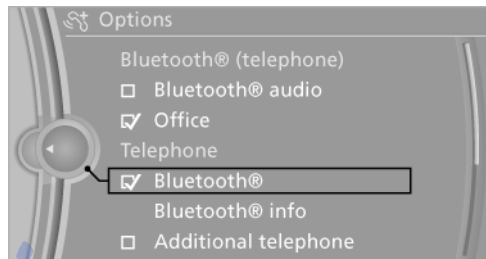 Options
Bluetooth® (telephone)
Bluetooth® audio
Office
Telephone
Bluetooth®
Bluetooth® info
Additional telephone